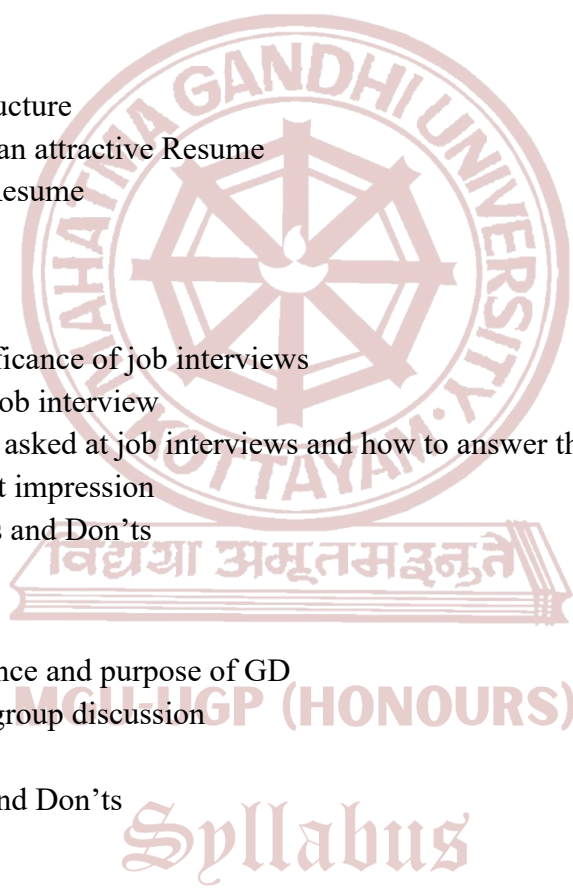 ucture
an attractive Resume
Resume
MAHATMA GANDHI UNIVERSITY
ficance of job interviews
ob interview
asked at job interviews and how to answer th
t impression
s and Don'ts
KOTTAYAM
विद्यया अमृतमश्नुते
nce and purpose of GD
MGU-UGP (HONOURS)
group discussion
nd Don'ts
Syllabus